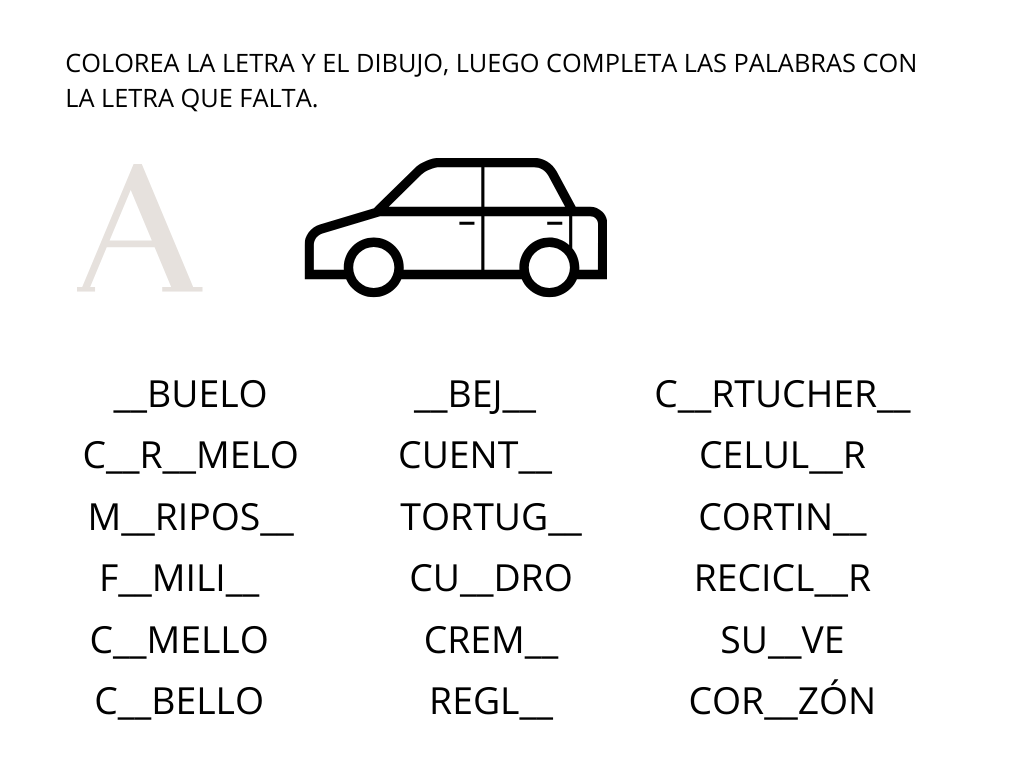 COLOREA LA LETRA Y EL DIBUJO, LUEGO COMPLETA LAS PALABRAS CON
LA LETRA QUE FALTA.
A
__BUELO
C__R__MELO
M__RIPOS__
F__MILI__
C__MELLO
C__BELLO
__BEJ__
CUENT__
TORTUG__
CU__DRO
CREM__
REGL__
C__RTUCHER__
CELUL__R
CORTIN__
RECICL__R
SU__VE
COR__ZÓN